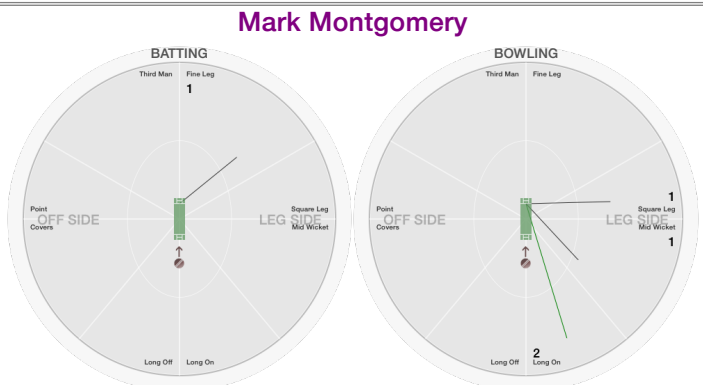 Mark Montgomery
BATTING
Third Man Fine Leg
1
Point
OFF SIDE
Covers
Square Leg
LEG SIDE
Mid Wicket
Long Off Long On
BOWLING
Third Man Fine Leg
Point
OFF SIDE
Covers
1
Square Leg
LEG SIDE
Mid Wicket
1
2
Long Off Long On